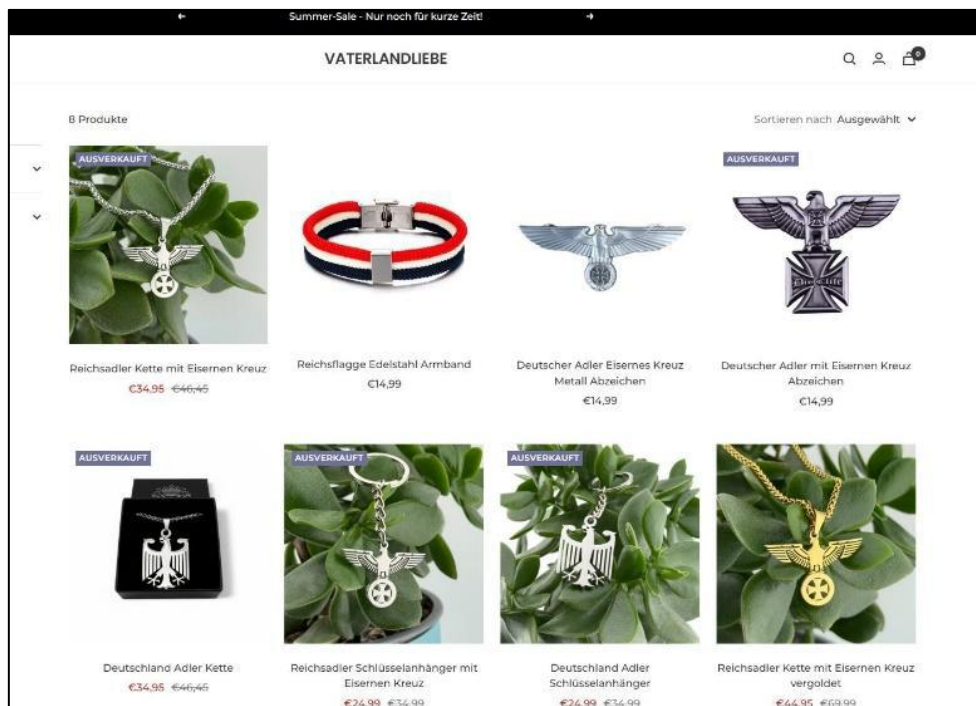 Summer-Sale - Nur noch für kurze Zeit!
VATERLANDLIEBE
0
8 Produkte
Sortieren nach Ausgewählt
AUSVERKAUFT
AUSVERKAUFT
Reichsadler Kette mit Eisernen Kreuz
€34,95 €46,45
Reichsflagge Edelstahl Armband
€14,99
Deutscher Adler Eisernes Kreuz
Metall Abzeichen
€14,99
Deutscher Adler mit Eisernen Kreuz
Abzeichen
€14,99
AUSVERKAUFT
AUSVERKAUFT
AUSVERKAUFT
Deutschland Adler Kette
€34,95 €46,45
Reichsadler Schlüsselanhänger mit
Eisernen Kreuz
€24,99 €34,99
Deutschland Adler
Schlüsselanhänger
€24,99 €34,99
Reichsadler Kette mit Eisernen Kreuz
vergoldet
€44,95 €69,99